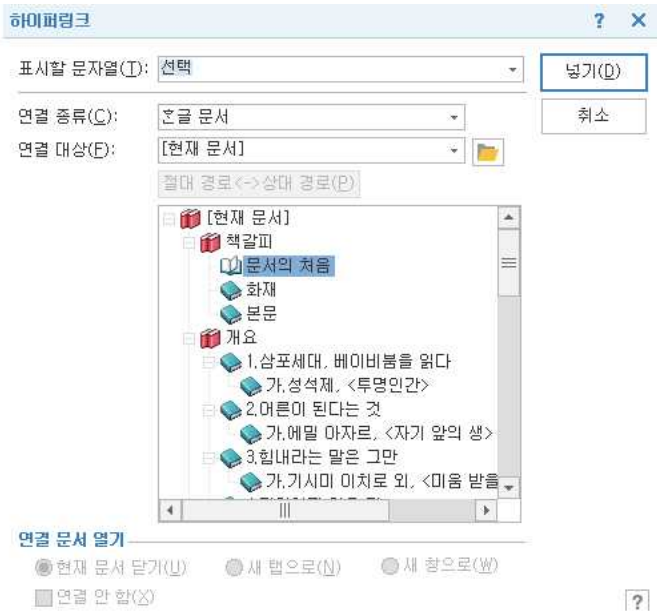 하이퍼링크 ?
표시할 문자열(T): 선택 넣기(D)
연결 종류(C): 흔글 문서 취소
연결 대상(F): [현재 문서]
절대 경로<->상대 경로(P)
[현재 문서]
책갈피
문서의 처음
화재
본문
개요
1.삼포세대, 베이비붐을 읽다
가.성석제, <투명인간>
2.어른이 된다는 것
가.에밀 아자르, <자기 앞의 생>
3.힘내라는 말은 그만
가.기시미 이치로 외, <미움 받을
연결 문서 열기
현재 문서 닫기(U) 새 탭으로(N) 새 창으로(W)
연결 안 함(X) ?